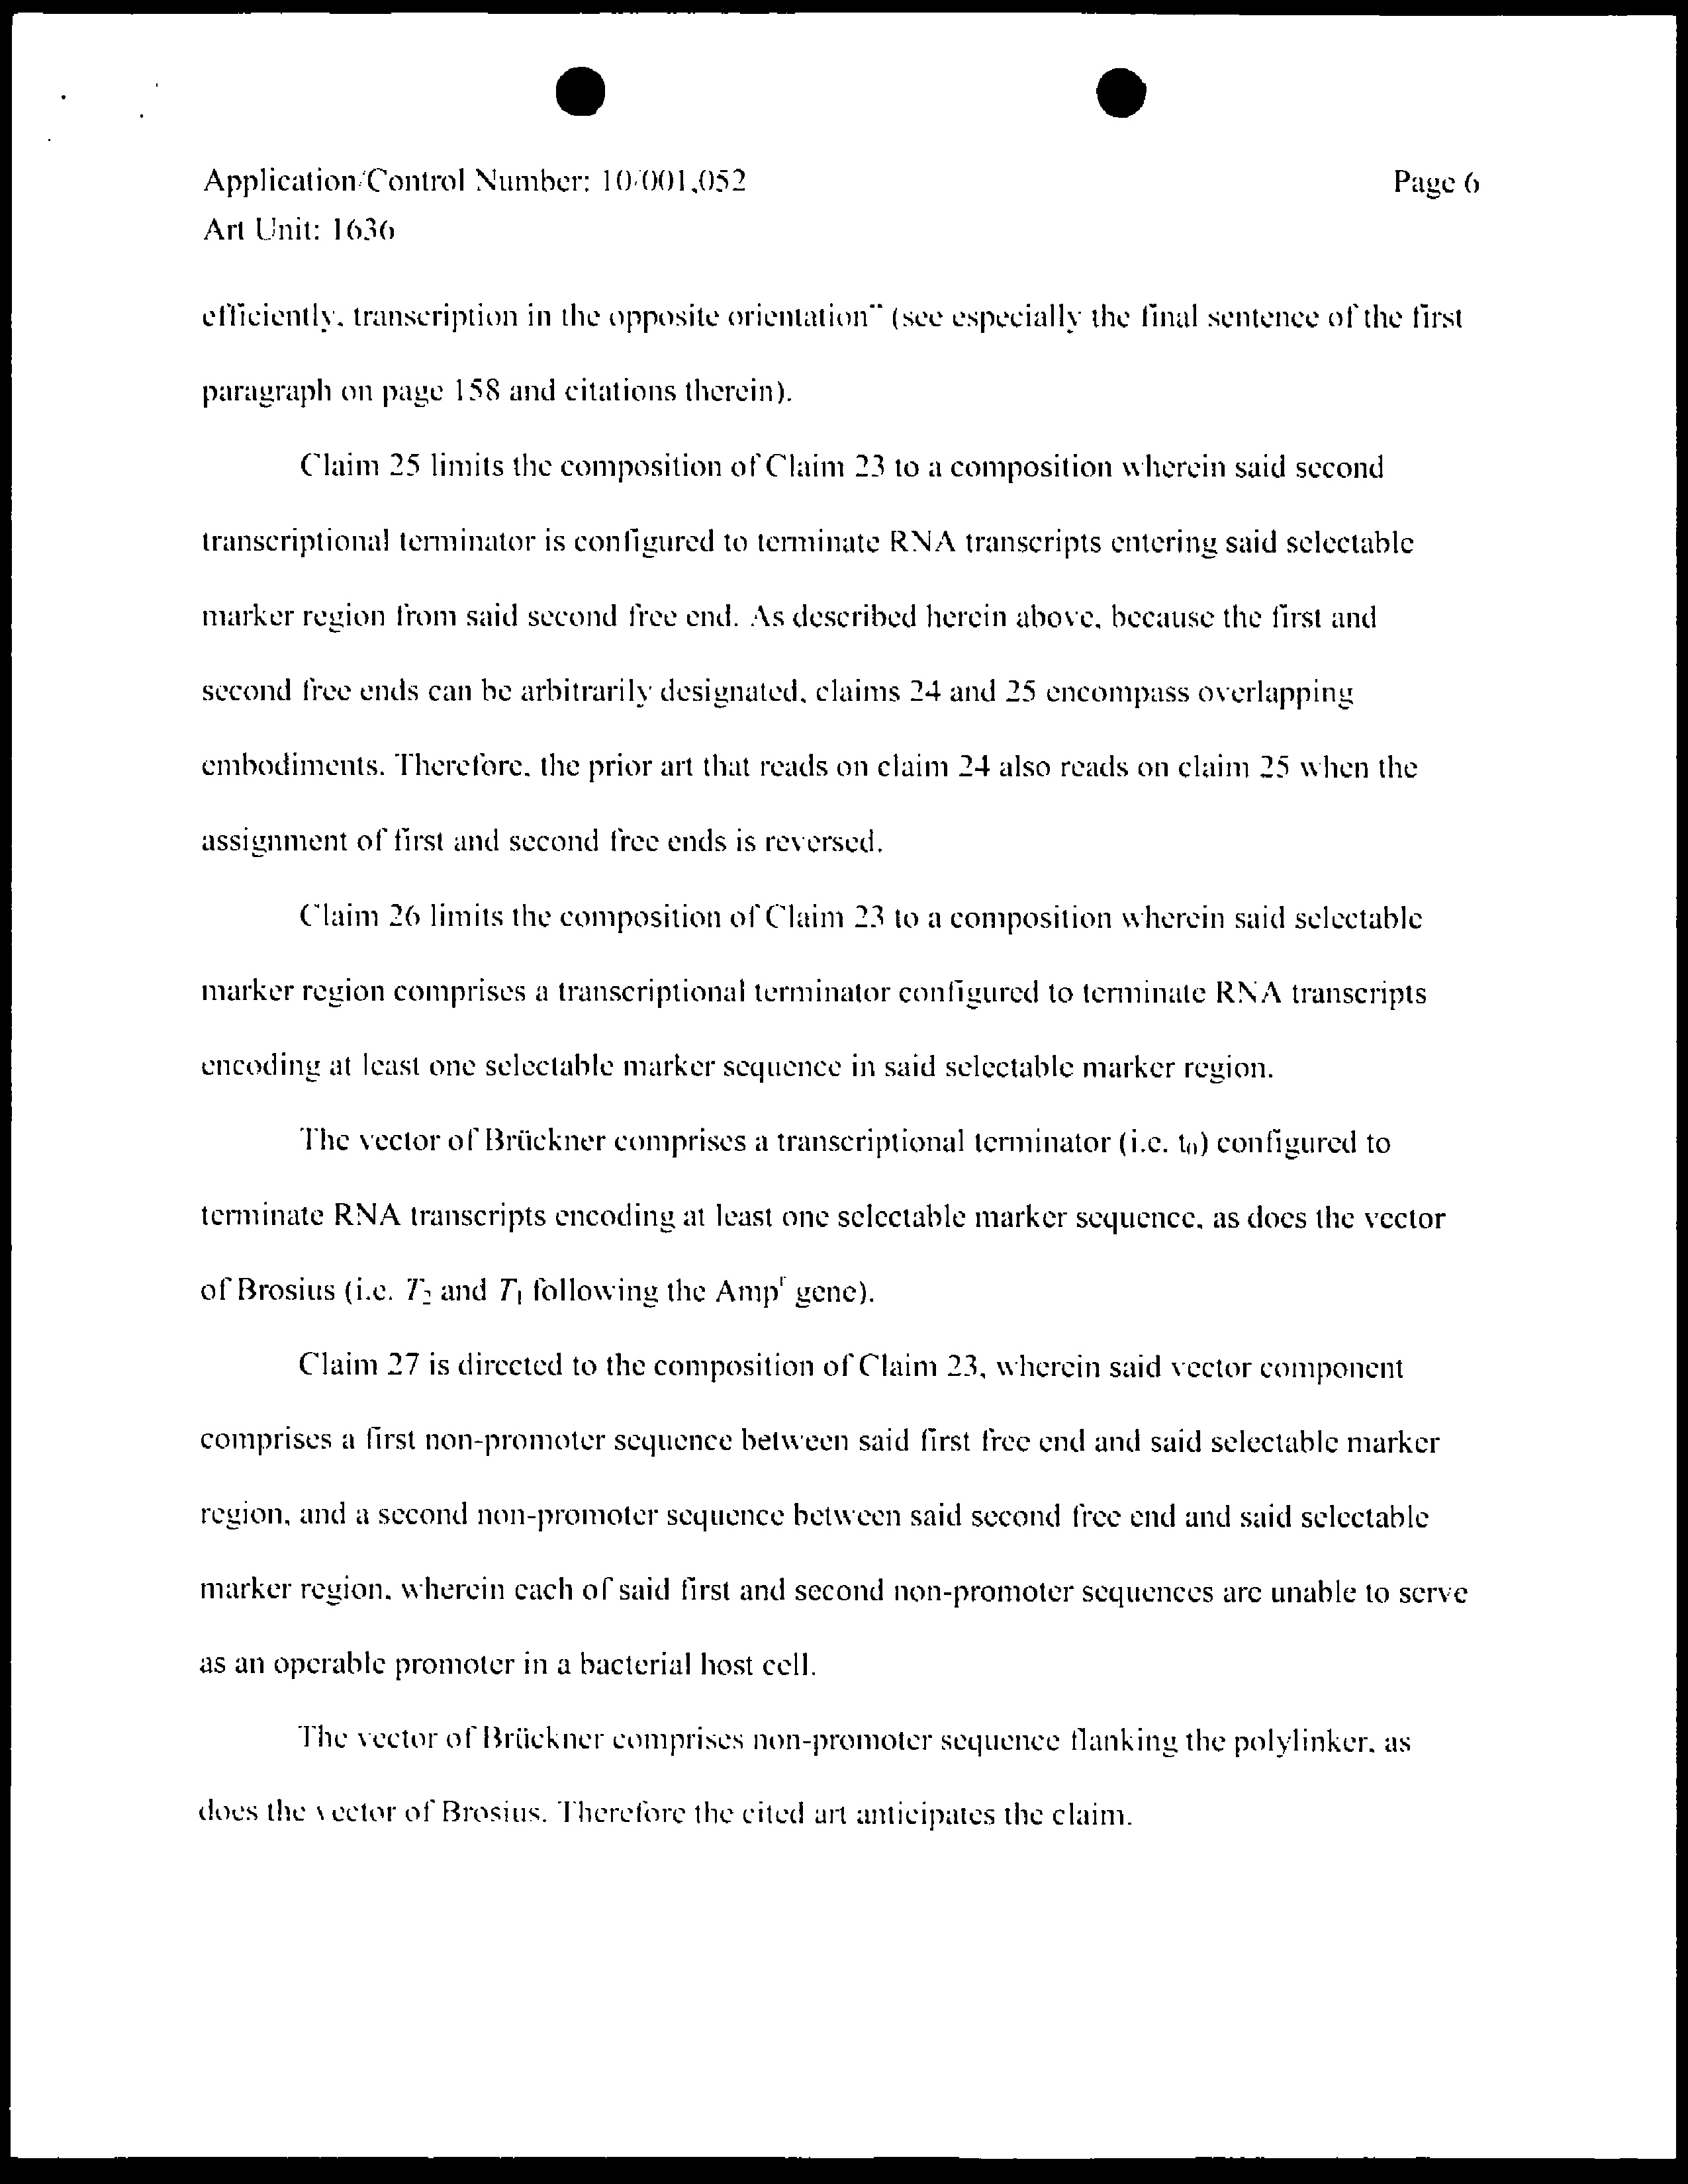 Application/Control Number: 10/001,052 Page 6
Art Unit: 1636
efficiently, transcription in the opposite orientation" (see especially the final sentence of the first
paragraph on page 158 and citations therein).
Claim 25 limits the composition of Claim 23 to a composition wherein said second
transcriptional terminator is configured to terminate RNA transcripts entering said selectable
marker region from said second free end. As described herein above, because the first and
second free ends can be arbitrarily designated, claims 24 and 25 encompass overlapping
embodiments. Therefore, the prior art that reads on claim 24 also reads on claim 25 when the
assignment of first and second free ends is reversed.
Claim 26 limits the composition of Claim 23 to a composition wherein said selectable
marker region comprises a transcriptional terminator configured to terminate RNA transcripts
encoding at least one selectable marker sequence in said selectable marker region.
The vector of Brückner comprises a transcriptional terminator (i.e. t₀) configured to
terminate RNA transcripts encoding at least one selectable marker sequence, as does the vector
of Brosius (i.e. T₂ and T₁ following the Ampʳ gene).
Claim 27 is directed to the composition of Claim 23, wherein said vector component
comprises a first non-promoter sequence between said first free end and said selectable marker
region, and a second non-promoter sequence between said second free end and said selectable
marker region, wherein each of said first and second non-promoter sequences are unable to serve
as an operable promoter in a bacterial host cell.
The vector of Brückner comprises non-promoter sequence flanking the polylinker, as
does the vector of Brosius. Therefore the cited art anticipates the claim.